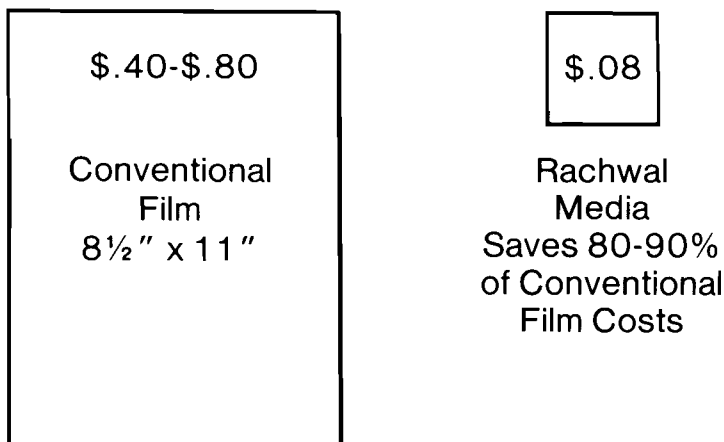 $.40-$.80
Conventional
Film
8½" x 11"
$.08
Rachwal
Media
Saves 80-90%
of Conventional
Film Costs